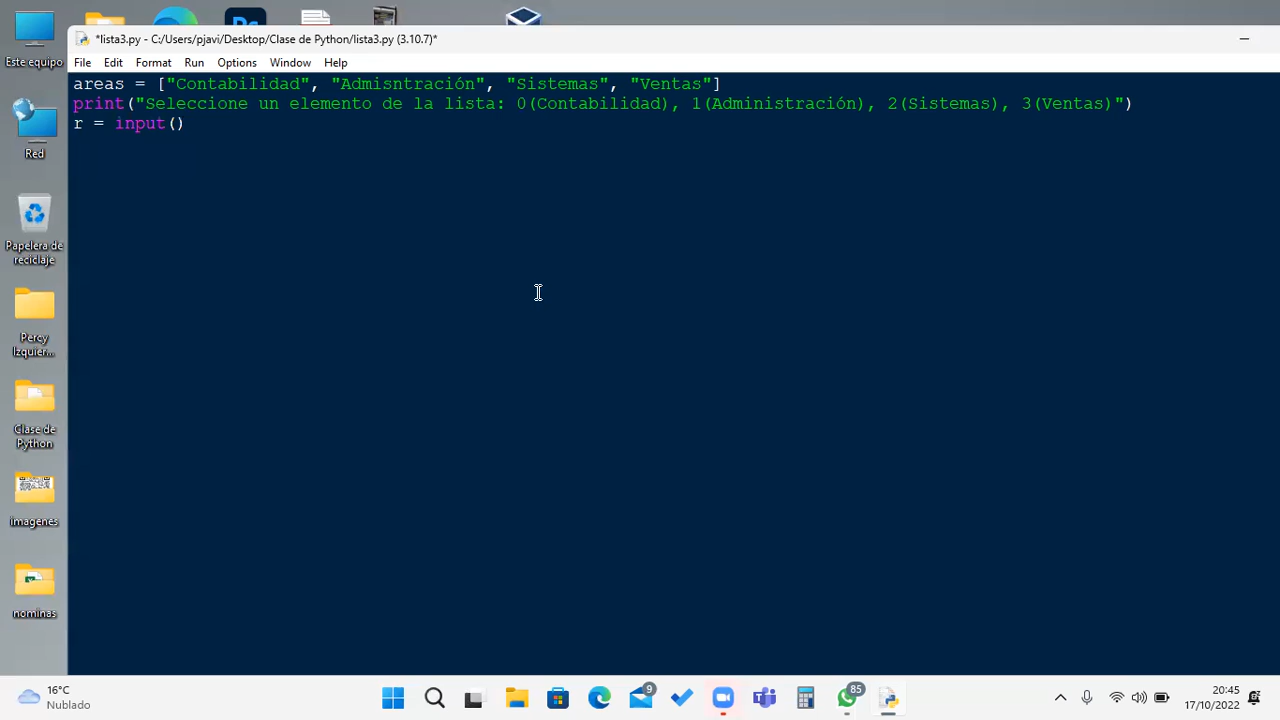 *lista3.py - C:/Users/pjavi/Desktop/Clase de Python/lista3.py (3.10.7)*
File Edit Format Run Options Window Help
areas = ["Contabilidad", "Admisntración", "Sistemas", "Ventas"]
print("Seleccione un elemento de la lista: 0(Contabilidad), 1(Administración), 2(Sistemas), 3(Ventas)")
r = input()
Este equipo
Red
Papelera de
reciclaje
Percy
Izquier...
Clase de
Python
imagenes
nominas
Ps
16°C
Nublado
9
85
20:45
17/10/2022